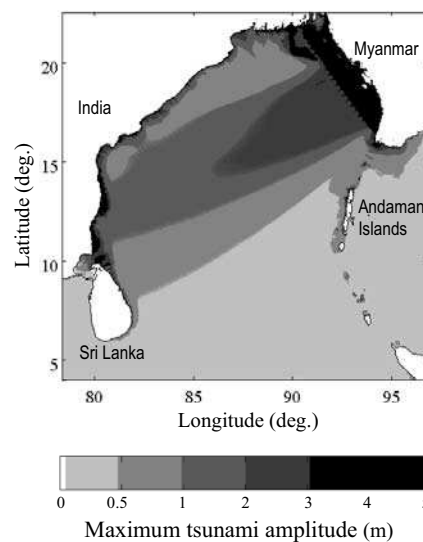 20
15
10
5
Latitude (deg.)
India
Myanmar
Andaman
Islands
Sri Lanka
80
85
90
95
Longitude (deg.)
0
0.5
1
2
3
4
5
Maximum tsunami amplitude (m)